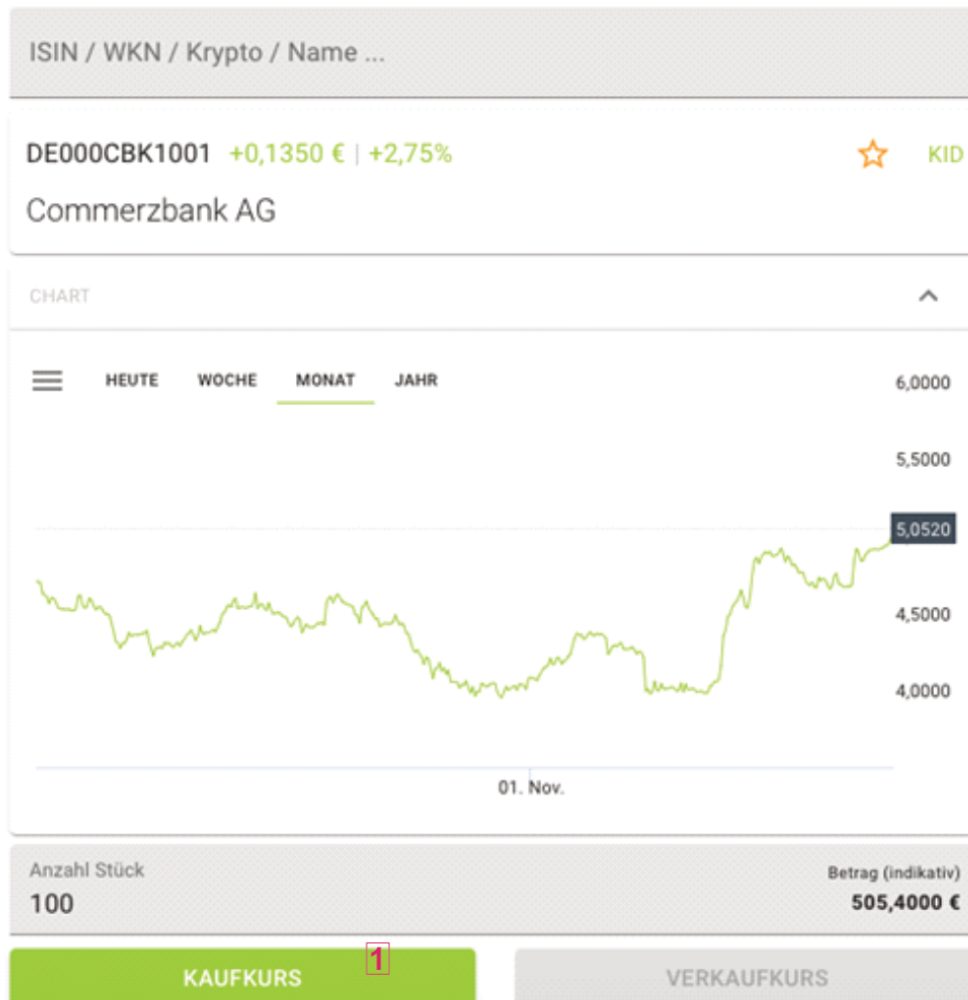 ISIN / WKN / Krypto / Name ...
DE000CBK1001 +0,1350 € | +2,75% KID
Commerzbank AG
CHART
HEUTE WOCHE MONAT JAHR
6,0000
5,5000
5,0520
4,5000
4,0000
01. Nov.
Anzahl Stück Betrag (indikativ)
100 505,4000 €
1
KAUFKURS VERKAUFKURS